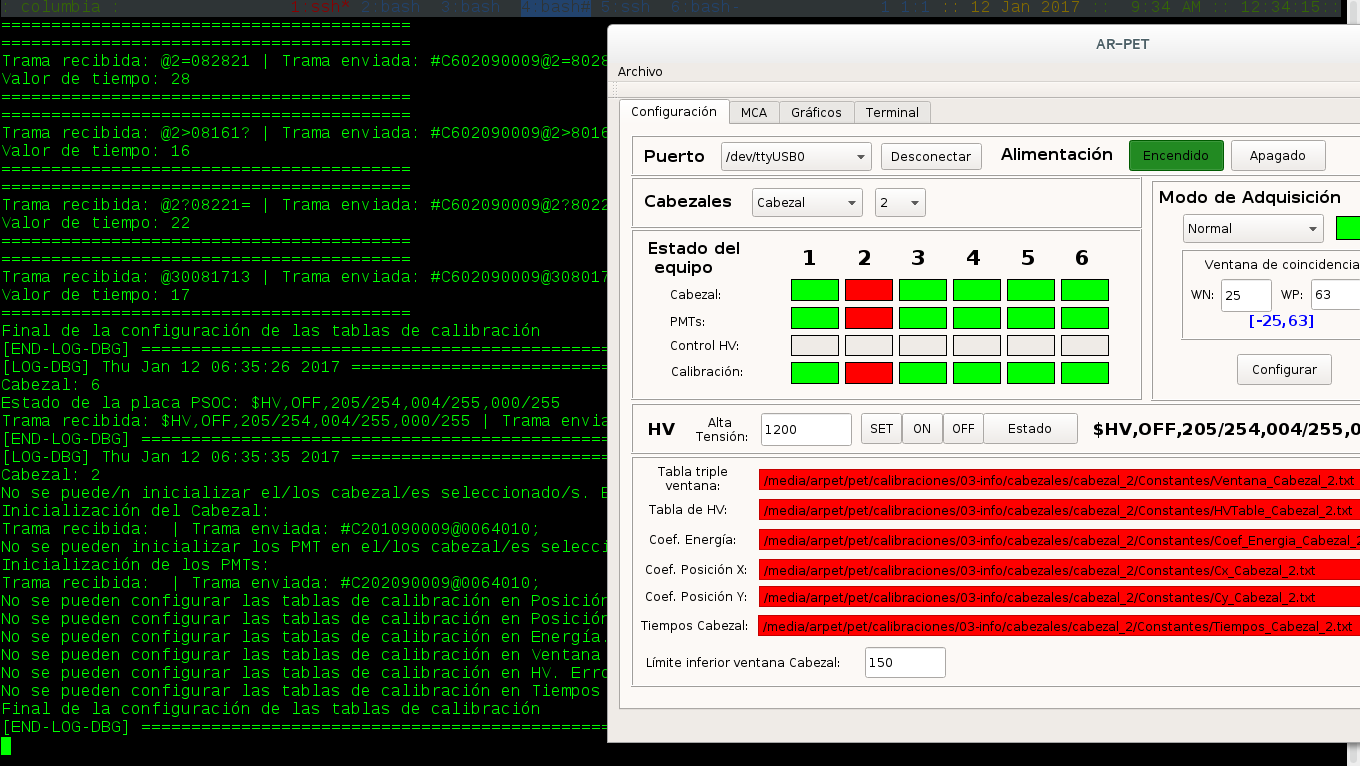 columbia : 1 ssh* 2:bash 3:bash 4:bash# 5:ssh 6:bash- 1 1:1 :: 12 Jan 2017 :: 9:34 AM :: 12:34:15::
=========================================
=========================================
Trama recibida: @2=082821 | Trama enviada: #C602090009@2=8028
Valor de tiempo: 28
=========================================
=========================================
Trama recibida: @2>08161? | Trama enviada: #C602090009@2>8016
Valor de tiempo: 16
=========================================
=========================================
Trama recibida: @2?08221= | Trama enviada: #C602090009@2?8022
Valor de tiempo: 22
=========================================
=========================================
Trama recibida: @30081713 | Trama enviada: #C602090009@308017
Valor de tiempo: 17
=========================================
Final de la configuración de las tablas de calibración
[END-LOG-DBG] ===============================================
[LOG-DBG] Thu Jan 12 06:35:26 2017 ==========================
Cabezal: 6
Estado de la placa PSOC: $HV,OFF,205/254,004/255,000/255
Trama recibida: $HV,OFF,205/254,004/255,000/255 | Trama envia
[END-LOG-DBG] ===============================================
[LOG-DBG] Thu Jan 12 06:35:35 2017 ==========================
Cabezal: 2
No se puede/n inicializar el/los cabezal/es seleccionado/s. E
Inicialización del Cabezal:
Trama recibida:  | Trama enviada: #C201090009@0064010;
No se pueden inicializar los PMT en el/los cabezal/es selecci
Inicialización de los PMTs:
Trama recibida:  | Trama enviada: #C202090009@0064010;
No se pueden configurar las tablas de calibración en Posición
No se pueden configurar las tablas de calibración en Posición
No se pueden configurar las tablas de calibración en Energía.
No se pueden configurar las tablas de calibración en Ventana
No se pueden configurar las tablas de calibración en HV. Erro
No se pueden configurar las tablas de calibración en Tiempos
Final de la configuración de las tablas de calibración
[END-LOG-DBG] ===============================================
AR-PET
Archivo
Configuración MCA Gráficos Terminal
Puerto /dev/ttyUSB0 Desconectar Alimentación Encendido Apagado
Cabezales Cabezal 2
Modo de Adquisición
Normal
Ventana de coincidencia
WN: 25 WP: 63
[-25,63]
Configurar
Estado del
equipo
1 2 3 4 5 6
Cabezal:
PMTs:
Control HV:
Calibración:
HV Alta
Tensión: 1200 SET ON OFF Estado $HV,OFF,205/254,004/255,0
Tabla triple
ventana: /media/arpet/pet/calibraciones/03-info/cabezales/cabezal_2/Constantes/Ventana_Cabezal_2.txt
Tabla de HV: /media/arpet/pet/calibraciones/03-info/cabezales/cabezal_2/Constantes/HVTable_Cabezal_2.txt
Coef. Energía: /media/arpet/pet/calibraciones/03-info/cabezales/cabezal_2/Constantes/Coef_Energia_Cabezal_2
Coef. Posición X: /media/arpet/pet/calibraciones/03-info/cabezales/cabezal_2/Constantes/Cx_Cabezal_2.txt
Coef. Posición Y: /media/arpet/pet/calibraciones/03-info/cabezales/cabezal_2/Constantes/Cy_Cabezal_2.txt
Tiempos Cabezal: /media/arpet/pet/calibraciones/03-info/cabezales/cabezal_2/Constantes/Tiempos_Cabezal_2.txt
Límite inferior ventana Cabezal: 150